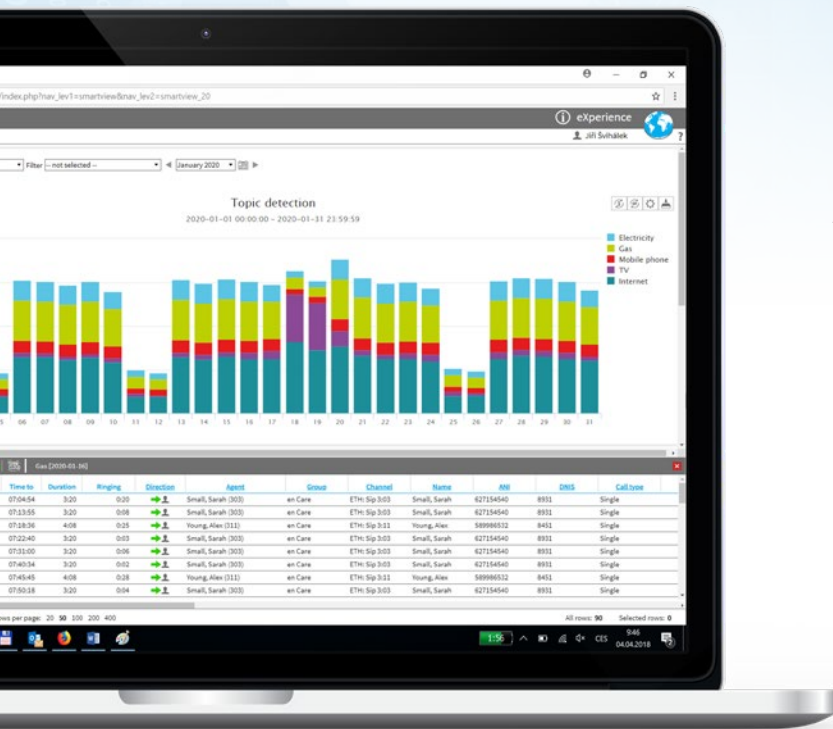 /index.php?nav_lev1=smartview&nav_lev2=smartview_20
eXperience
Jiří Švihálek ?
Filter -- not selected -- January 2020
Topic detection
2020-01-01 00:00:00 - 2020-01-31 23:59:59
Electricity
Gas
Mobile phone
TV
Internet
5 06 07 08 09 10 11 12 13 14 15 16 17 18 19 20 21 22 23 24 25 26 27 28 29 30 31
Gas [2020-01-16]
Time to Duration Ringing Direction Agent Group Channel Name ANI DNIS Call type
07:04:54 3:20 0:20 Small, Sarah (303) en Care ETH: Sip 3:03 Small, Sarah 627154540 8931 Single
07:13:55 3:20 0:08 Small, Sarah (303) en Care ETH: Sip 3:03 Small, Sarah 627154540 8931 Single
07:18:36 4:08 0:25 Young, Alex (311) en Care ETH: Sip 3:11 Young, Alex 589986532 8451 Single
07:22:40 3:20 0:03 Small, Sarah (303) en Care ETH: Sip 3:03 Small, Sarah 627154540 8931 Single
07:31:00 3:20 0:06 Small, Sarah (303) en Care ETH: Sip 3:03 Small, Sarah 627154540 8931 Single
07:40:34 3:20 0:02 Small, Sarah (303) en Care ETH: Sip 3:03 Small, Sarah 627154540 8931 Single
07:45:45 4:08 0:28 Young, Alex (311) en Care ETH: Sip 3:11 Young, Alex 589986532 8451 Single
07:50:18 3:20 0:04 Small, Sarah (303) en Care ETH: Sip 3:03 Small, Sarah 627154540 8931 Single
ws per page: 20 50 100 200 400 All rows: 90 Selected rows: 0
1:56 CES 9:46
04.04.2018